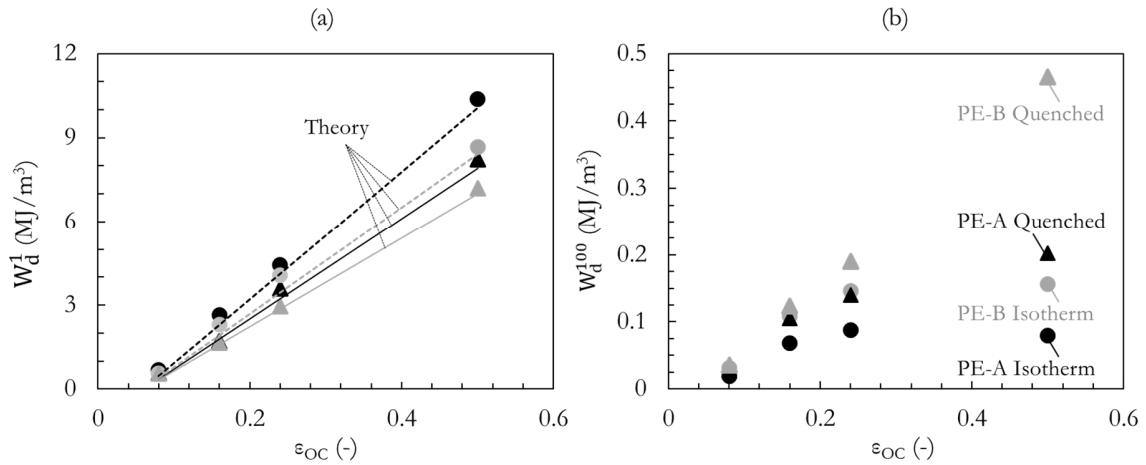 (a)
12
9
6
3
0
0
0.2
0.4
0.6
W_d^1 (MJ/m³)
ε_OC (-)
Theory
(b)
0.5
0.4
0.3
0.2
0.1
0
0
0.2
0.4
0.6
W_d^100 (MJ/m³)
ε_OC (-)
PE-B Quenched
PE-A Quenched
PE-B Isotherm
PE-A Isotherm